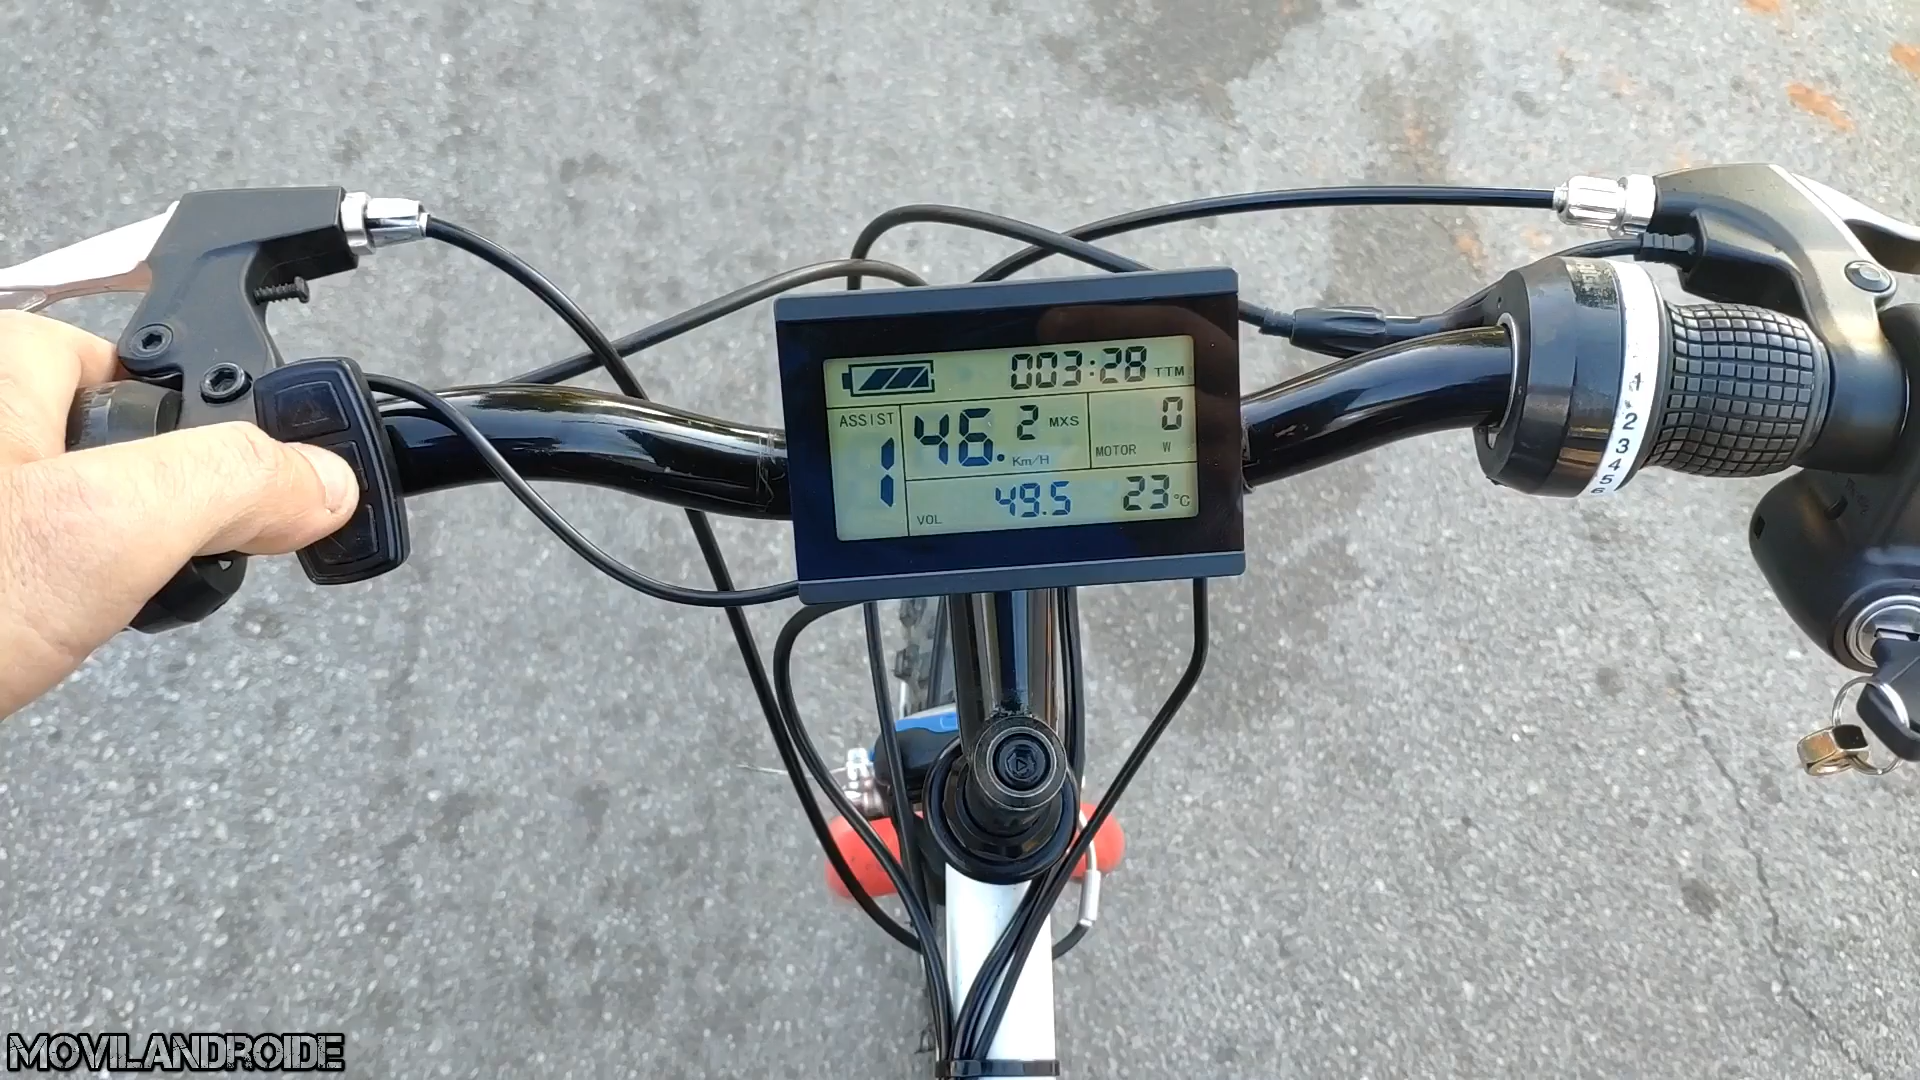 003:28 TTM
ASSIST
1
46.2 MXS
Km/H
0
MOTOR W
VOL 49.5
23 °C
2
3
4
5
6
MOVILANDROIDE